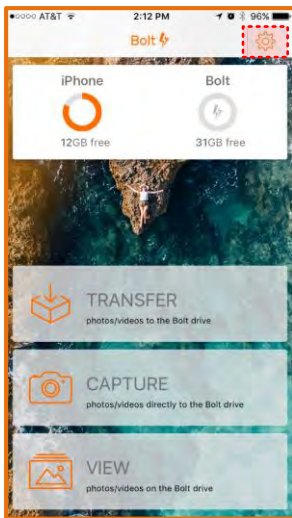 AT&T 2:12 PM 96%
Bolt
iPhone Bolt
12GB free 31GB free
TRANSFER
photos/videos to the Bolt drive
CAPTURE
photos/videos directly to the Bolt drive
VIEW
photos/videos on the Bolt drive